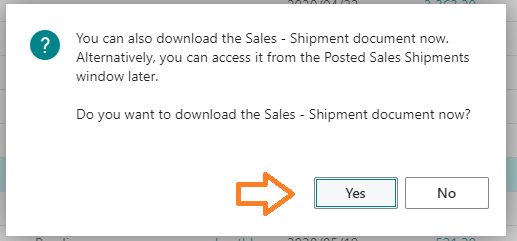 ?
You can also download the Sales - Shipment document now.
Alternatively, you can access it from the Posted Sales Shipments
window later.
Do you want to download the Sales - Shipment document now?
Yes
No